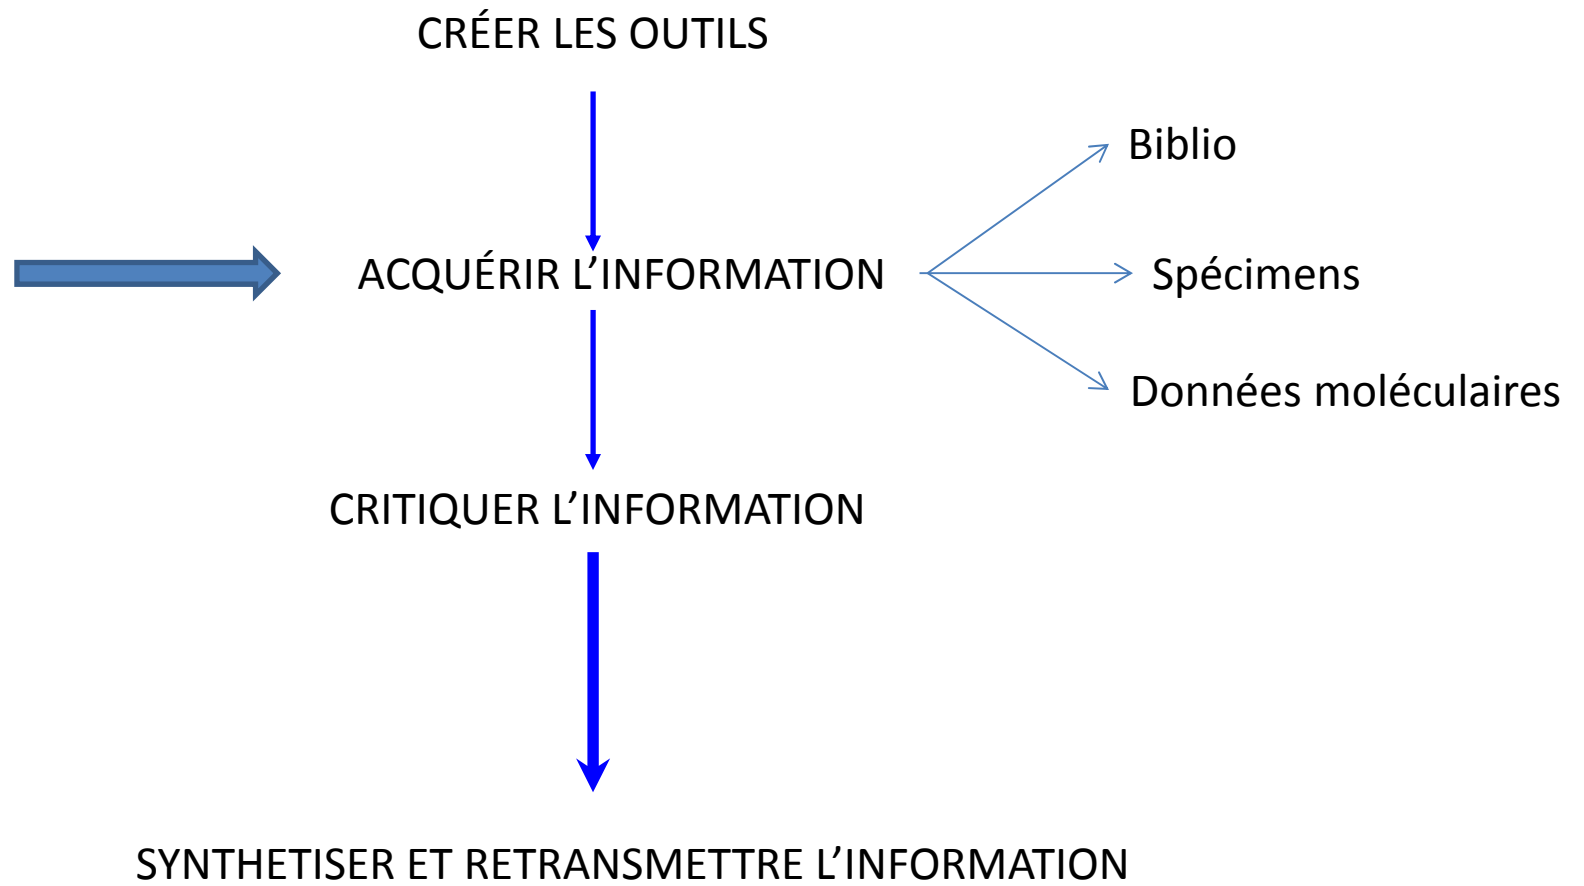 CRÉER LES OUTILS
Biblio
ACQUÉRIR L’INFORMATION
Spécimens
Données moléculaires
CRITIQUER L’INFORMATION
SYNTHETISER ET RETRANSMETTRE L’INFORMATION